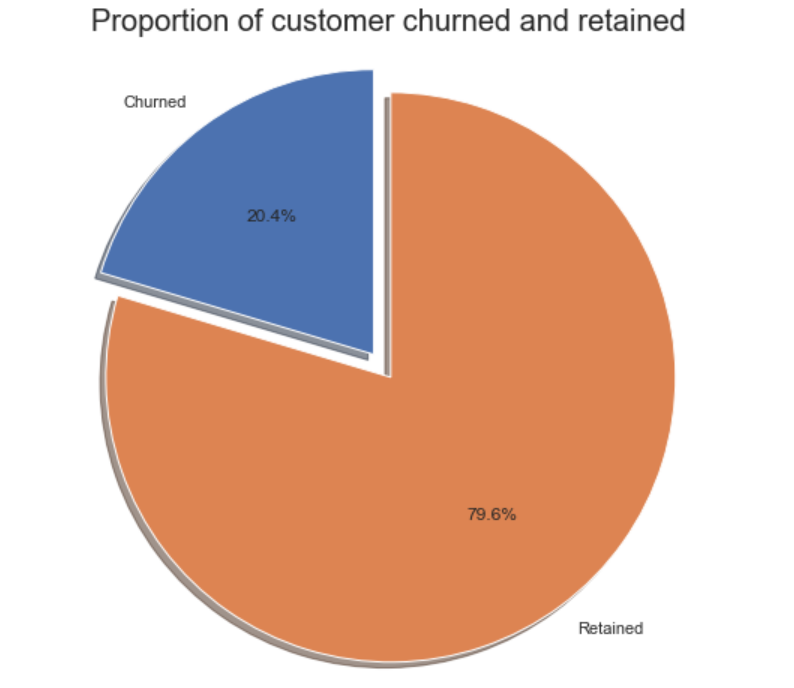 Proportion of customer churned and retained
Churned
20.4%
79.6%
Retained